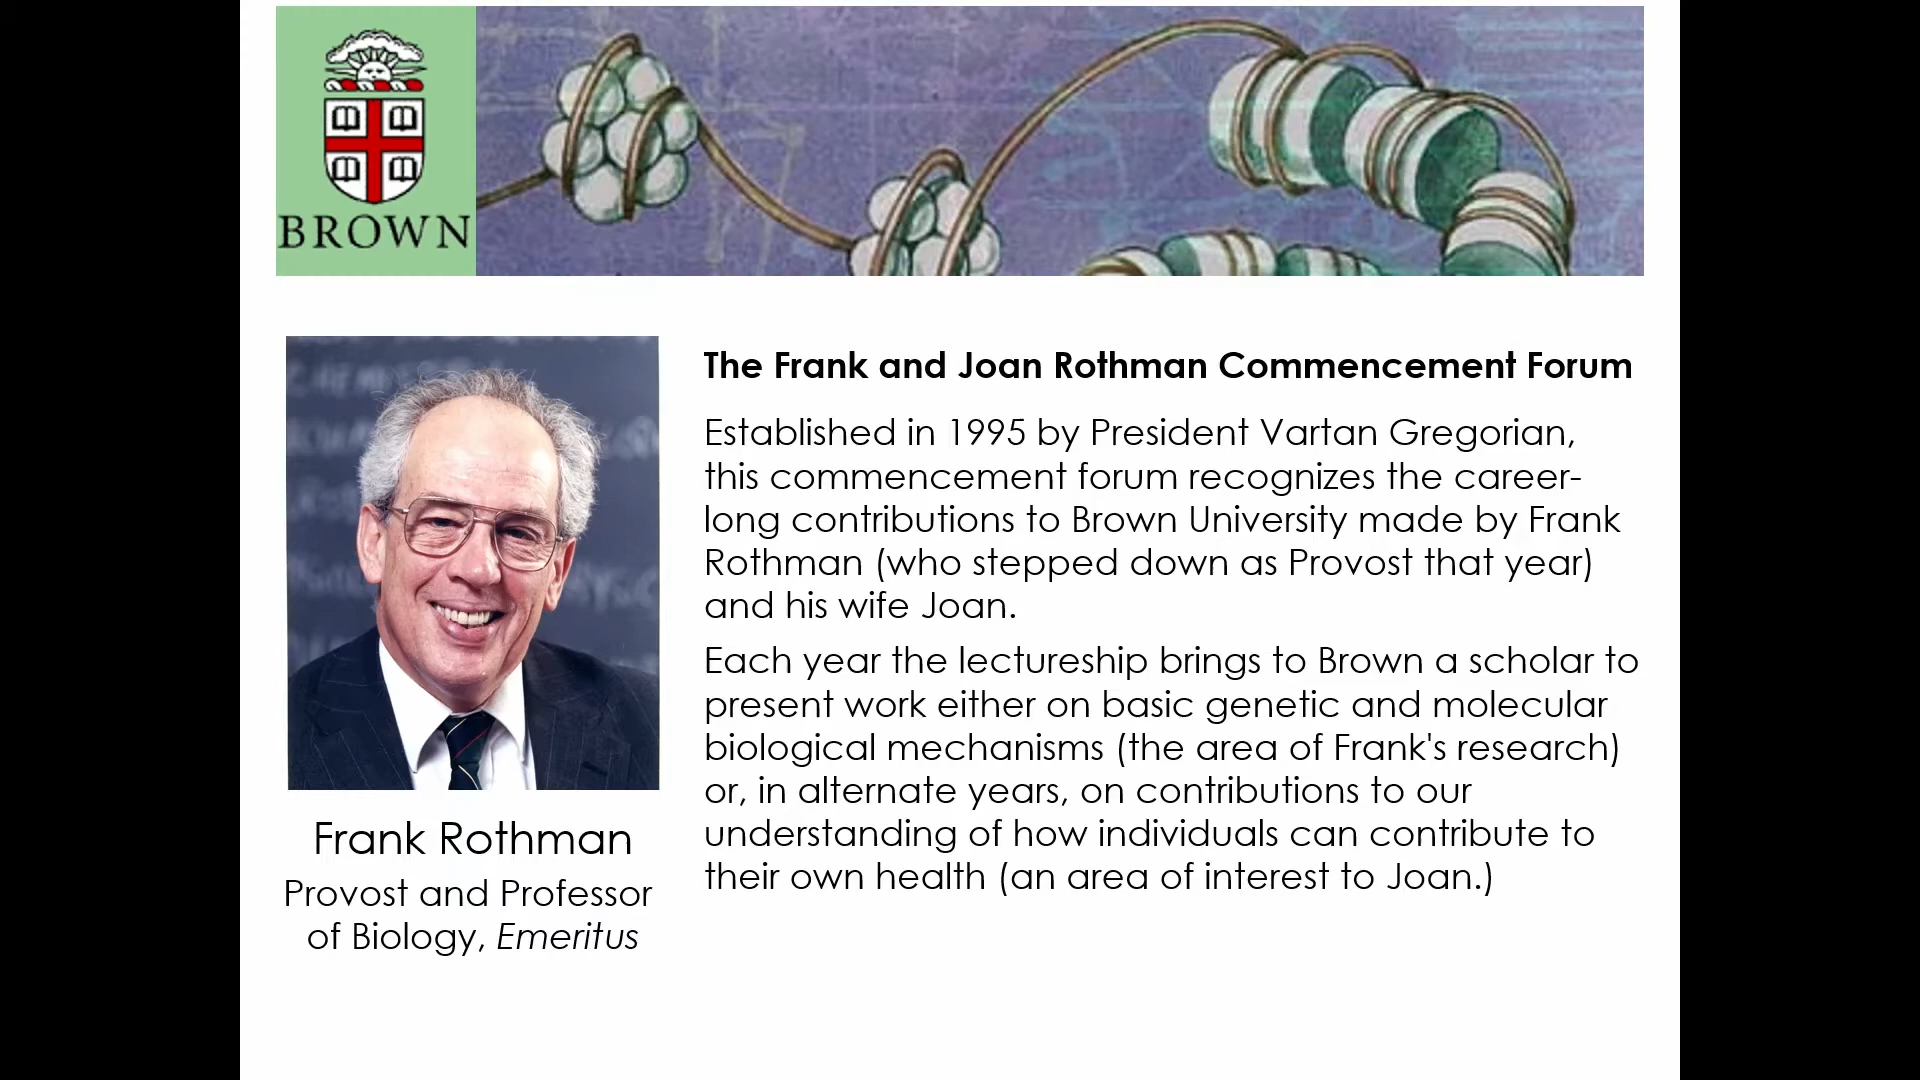 BROWN
The Frank and Joan Rothman Commencement Forum
Established in 1995 by President Vartan Gregorian,
this commencement forum recognizes the career-
long contributions to Brown University made by Frank
Rothman (who stepped down as Provost that year)
and his wife Joan.
Each year the lectureship brings to Brown a scholar to
present work either on basic genetic and molecular
biological mechanisms (the area of Frank's research)
or, in alternate years, on contributions to our
understanding of how individuals can contribute to
their own health (an area of interest to Joan.)
Frank Rothman
Provost and Professor
of Biology, Emeritus